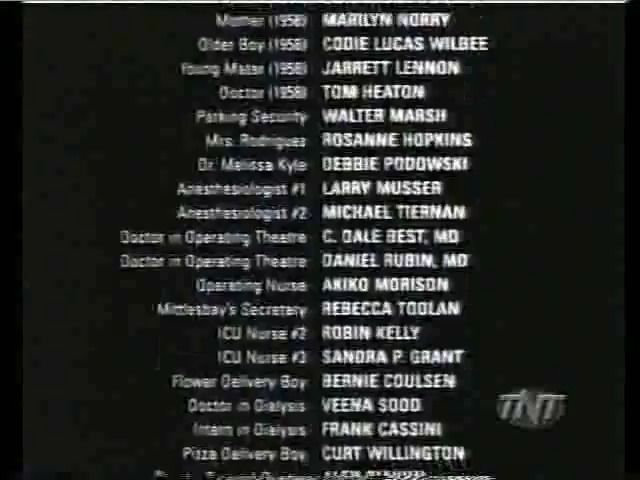 Mother (1958) MARILYN NORRY
Older Boy (1958) CODIE LUCAS WILBEE
Young Matar (1958) JARRETT LENNON
Doctor (1958) TOM HEATON
Parking Security WALTER MARSH
Mrs. Rodriguez ROSANNE HOPKINS
Dr. Melissa Kyle DEBBIE PODOWSKI
Anesthesiologist #1 LARRY MUSSER
Anesthesiologist #2 MICHAEL TIERNAN
Doctor in Operating Theatre C. DALE BEST, MD
Doctor in Operating Theatre DANIEL RUBIN, MD
Operating Nurse AKIKO MORISON
Mittlesbay's Secretary REBECCA TOOLAN
ICU Nurse #2 ROBIN KELLY
ICU Nurse #3 SANDRA P. GRANT
Flower Delivery Boy BERNIE COULSEN
Doctor in Dialysis VEENA SOOD
Intern in Dialysis FRANK CASSINI
Pizza Delivery Boy CURT WILLINGTON
TNT